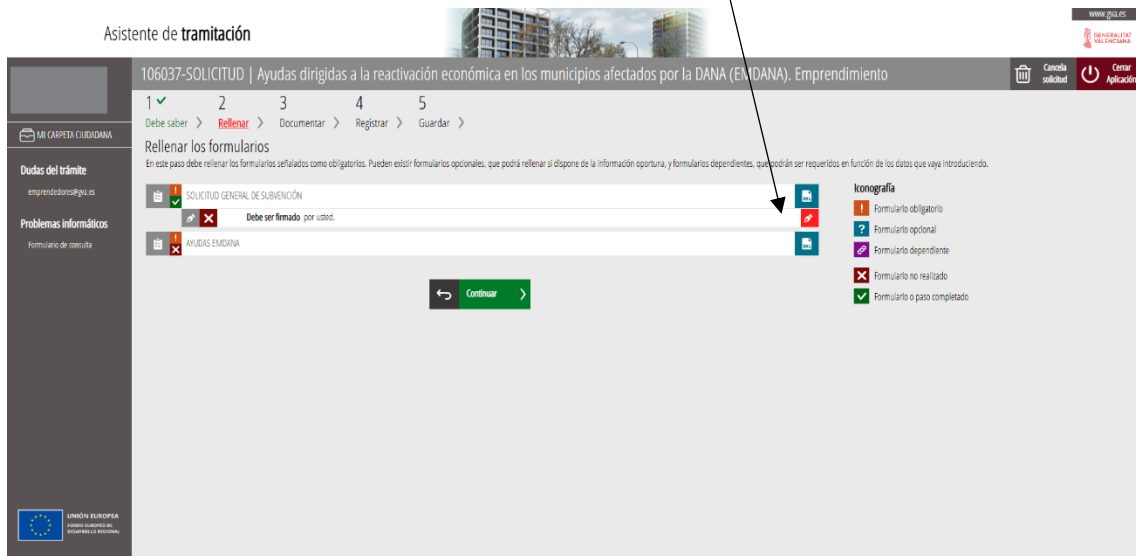 www.gva.es
Asistente de tramitación
GENERALITAT
VALENCIANA
106037-SOLICITUD | Ayudas dirigidas a la reactivación económica en los municipios afectados por la DANA (EMDANA). Emprendimiento
Cancela
solicitud
Cerrar
Aplicación
1 2 3 4 5
Debe saber > Rellenar > Documentar > Registrar > Guardar >
MI CARPETA CIUDADANA
Rellenar los formularios
En este paso debe rellenar los formularios señalados como obligatorios. Pueden existir formularios opcionales, que podrá rellenar si dispone de la información oportuna, y formularios dependientes, que podrán ser requeridos en función de los datos que vaya introduciendo.
Dudas del trámite
emprendedores@gva.es
Problemas informáticos
Formulario de consulta
! SOLICITUD GENERAL DE SUBVENCIÓN
Debe ser firmado por usted.
! AYUDAS EMDANA
Continuar >
Iconografía
! Formulario obligatorio
? Formulario opcional
Formulario dependiente
Formulario no realizado
Formulario o paso completado
UNIÓN EUROPEA
FONDO EUROPEO DE
DESARROLLO REGIONAL